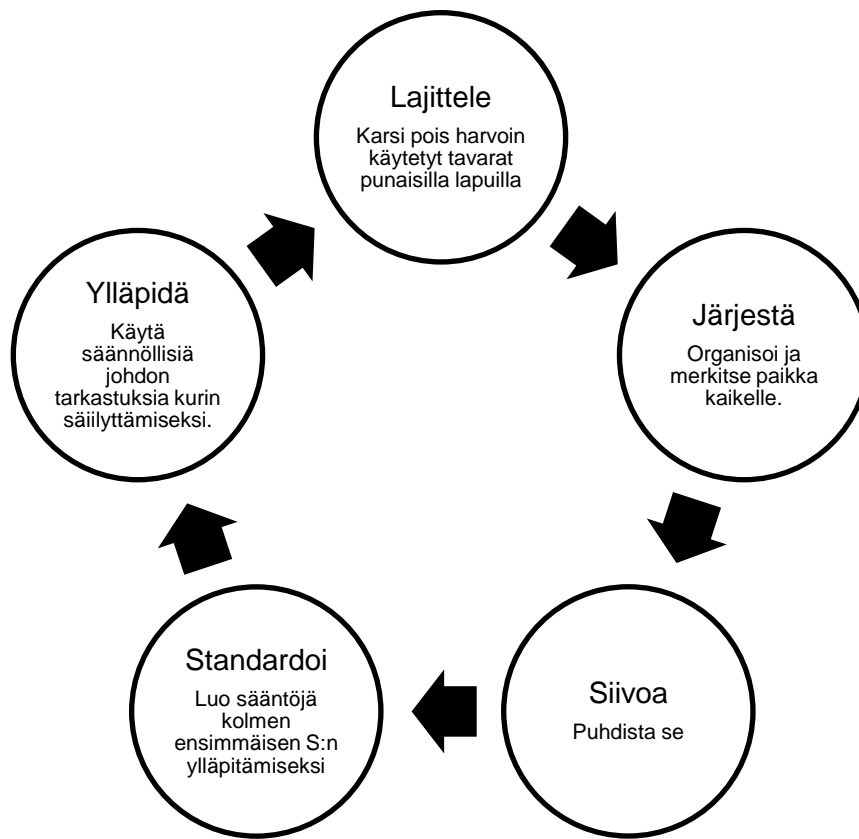 Lajittele
Karsi pois harvoin
käytetyt tavarat
punaisilla lapuilla
Järjestä
Organisoi ja
merkitse paikka
kaikelle.
Siivoa
Puhdista se
Standardoi
Luo sääntöjä
kolmen
ensimmäisen S:n
ylläpitämiseksi
Ylläpidä
Käytä
säännöllisiä
johdon
tarkastuksia kurin
säiilyttämiseksi.